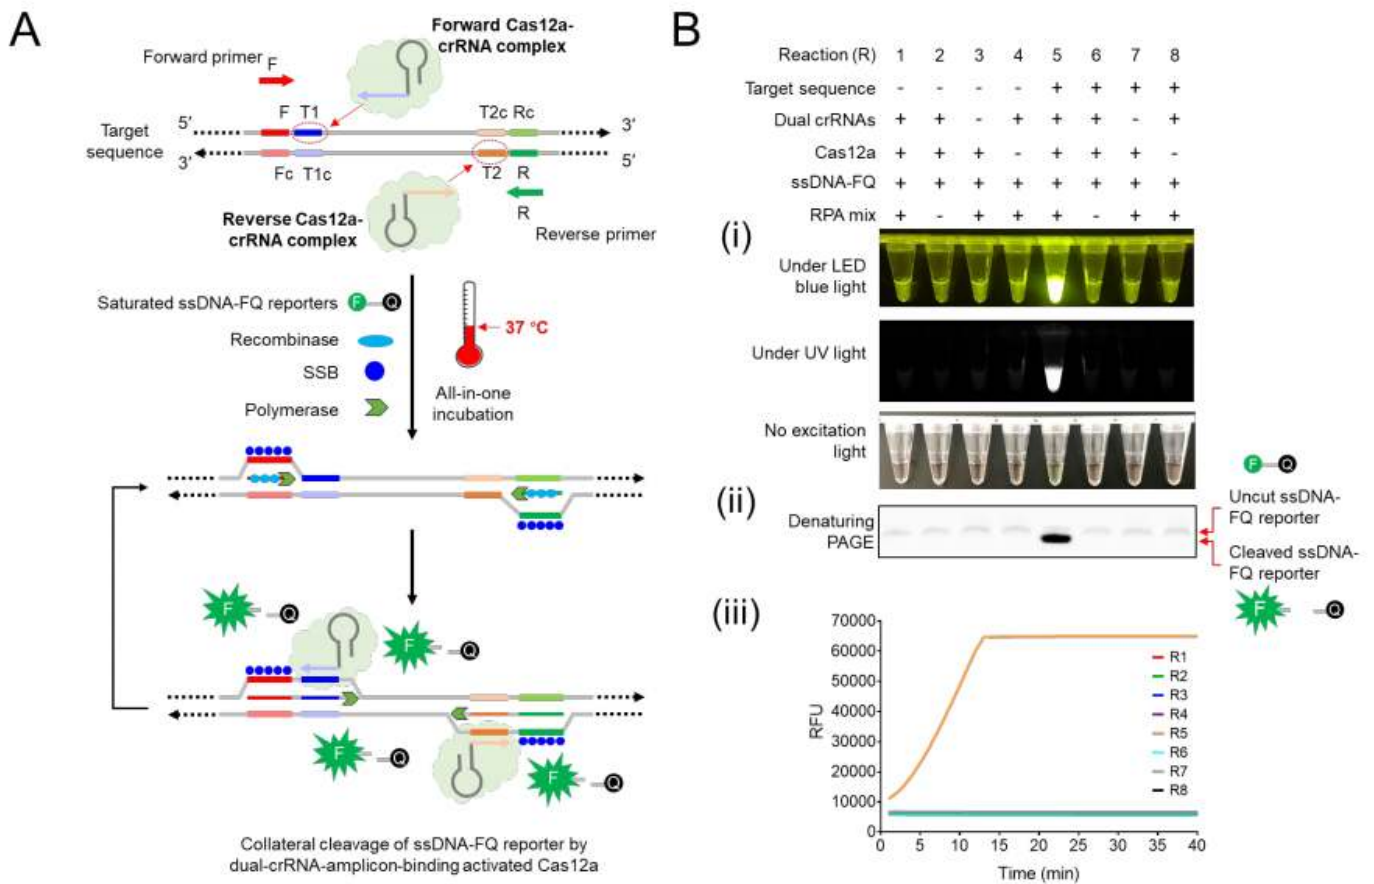 A
Forward Cas12a-
crRNA complex
Forward primer
F
F T1
T2c Rc
5′
3′
Target
sequence
3′
5′
Fc T1c
T2 R
Reverse Cas12a-
crRNA complex
R
Reverse primer
Saturated ssDNA-FQ reporters
F Q
Recombinase
SSB
Polymerase
37 °C
All-in-one
incubation
F Q
F Q
F Q
F Q
Collateral cleavage of ssDNA-FQ reporter by
dual-crRNA-amplicon-binding activated Cas12a
B
Reaction (R) 1 2 3 4 5 6 7 8
Target sequence - - - - + + + +
Dual crRNAs + + - + + + - +
Cas12a + + + - + + + -
ssDNA-FQ + + + + + + + +
RPA mix + - + + + - + +
(i)
Under LED
blue light
Under UV light
No excitation
light
(ii)
Denaturing
PAGE
F Q
Uncut ssDNA-
FQ reporter
Cleaved ssDNA-
FQ reporter
F Q
(iii)
70000
60000
50000
40000
30000
20000
10000
0
RFU
R1
R2
R3
R4
R5
R6
R7
R8
0 5 10 15 20 25 30 35 40
Time (min)